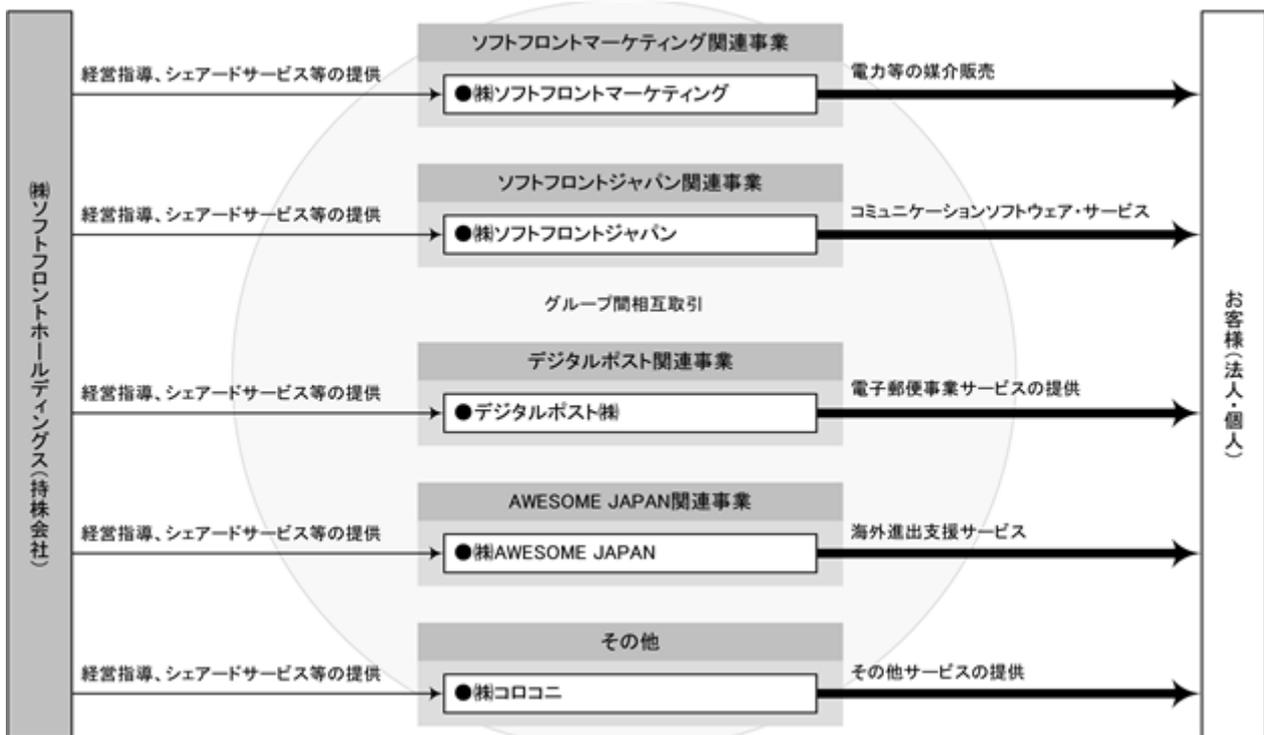 ㈱ソフトフロントホールディングス(持株会社)
ソフトフロントマーケティング関連事業
経営指導、シェアードサービス等の提供
●㈱ソフトフロントマーケティング
電力等の媒介販売
ソフトフロントジャパン関連事業
経営指導、シェアードサービス等の提供
●㈱ソフトフロントジャパン
コミュニケーションソフトウェア・サービス
グループ間相互取引
デジタルポスト関連事業
経営指導、シェアードサービス等の提供
●デジタルポスト㈱
電子郵便事業サービスの提供
AWESOME JAPAN関連事業
経営指導、シェアードサービス等の提供
●㈱AWESOME JAPAN
海外進出支援サービス
その他
経営指導、シェアードサービス等の提供
●㈱コロコニ
その他サービスの提供
お客様(法人・個人)